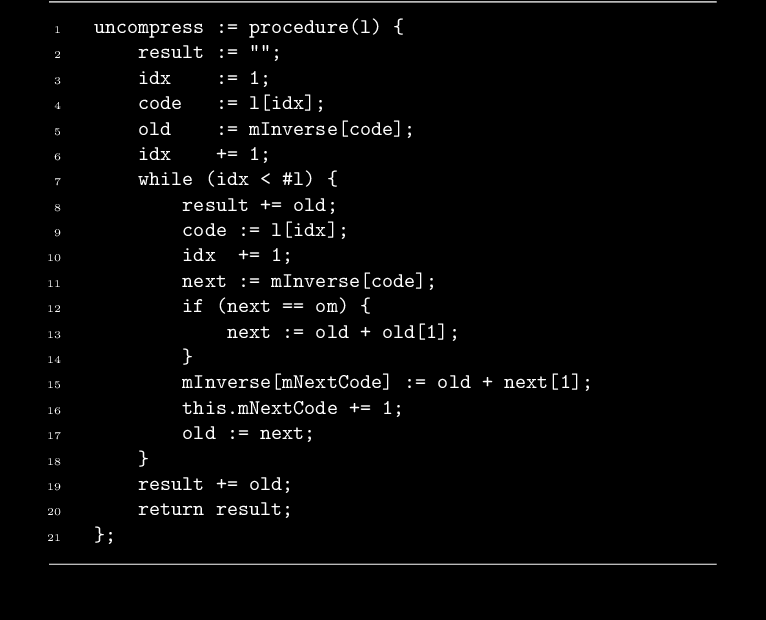 1 uncompress := procedure(l) {
2     result := "";
3     idx    := 1;
4     code   := l[idx];
5     old    := mInverse[code];
6     idx    += 1;
7     while (idx < #l) {
8         result += old;
9         code := l[idx];
10         idx  += 1;
11         next := mInverse[code];
12         if (next == om) {
13             next := old + old[1];
14         }
15         mInverse[mNextCode] := old + next[1];
16         this.mNextCode += 1;
17         old := next;
18     }
19     result += old;
20     return result;
21 };